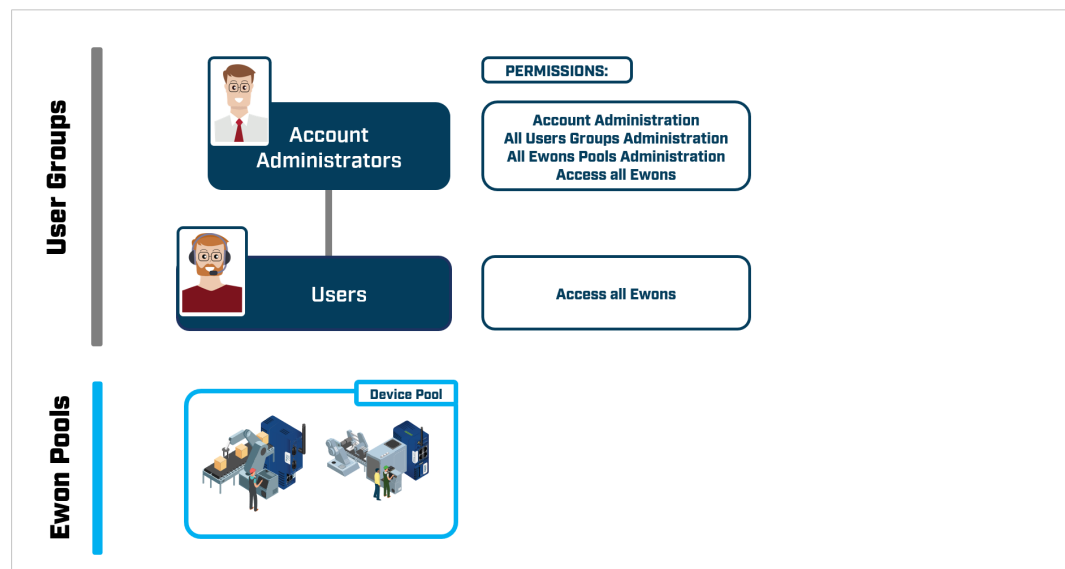 User Groups
Account
Administrators
PERMISSIONS:
Account Administration
All Users Groups Administration
All Ewons Pools Administration
Access all Ewons
Users
Access all Ewons
Ewon Pools
Device Pool